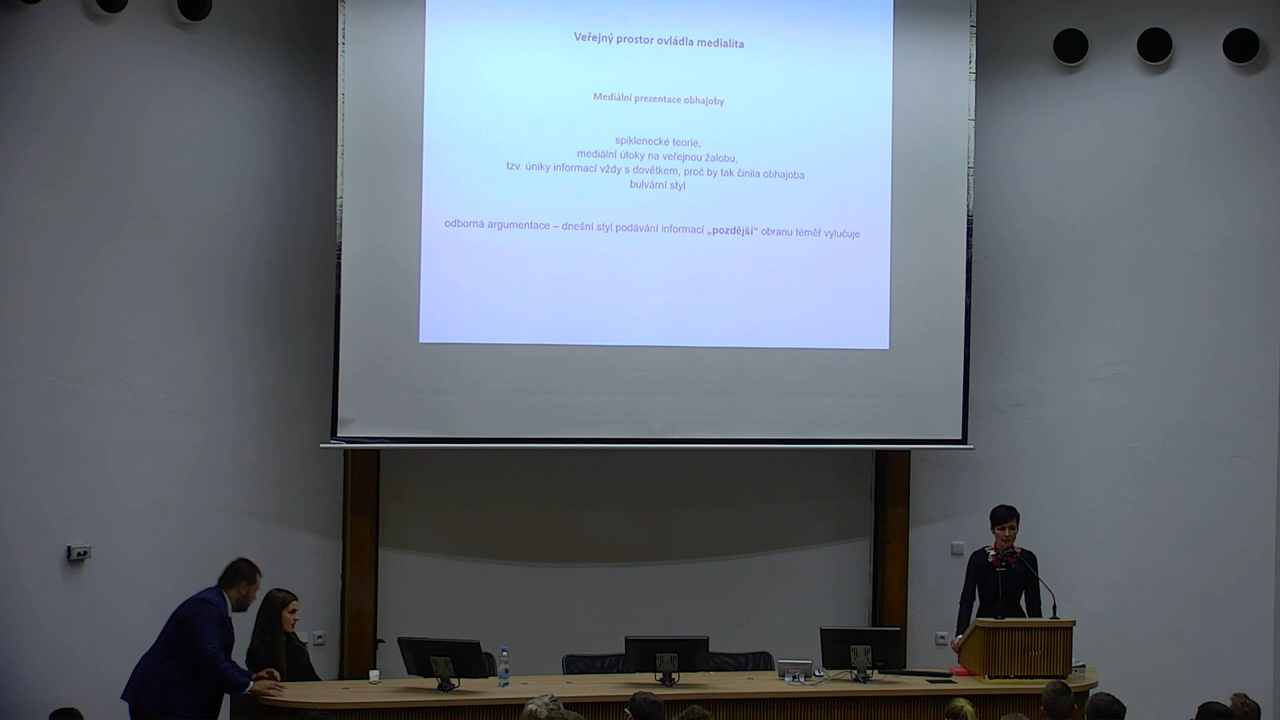 Veřejný prostor ovládla medialita
Mediální prezentace obhajoby
spiklenecké teorie,
mediální útoky na veřejnou žalobu,
tzv. úniky informací vždy s dovětkem, proč by tak činila obhajoba
bulvární styl
odborná argumentace – dnešní styl podávání informací „pozdější“ obranu téměř vylučuje